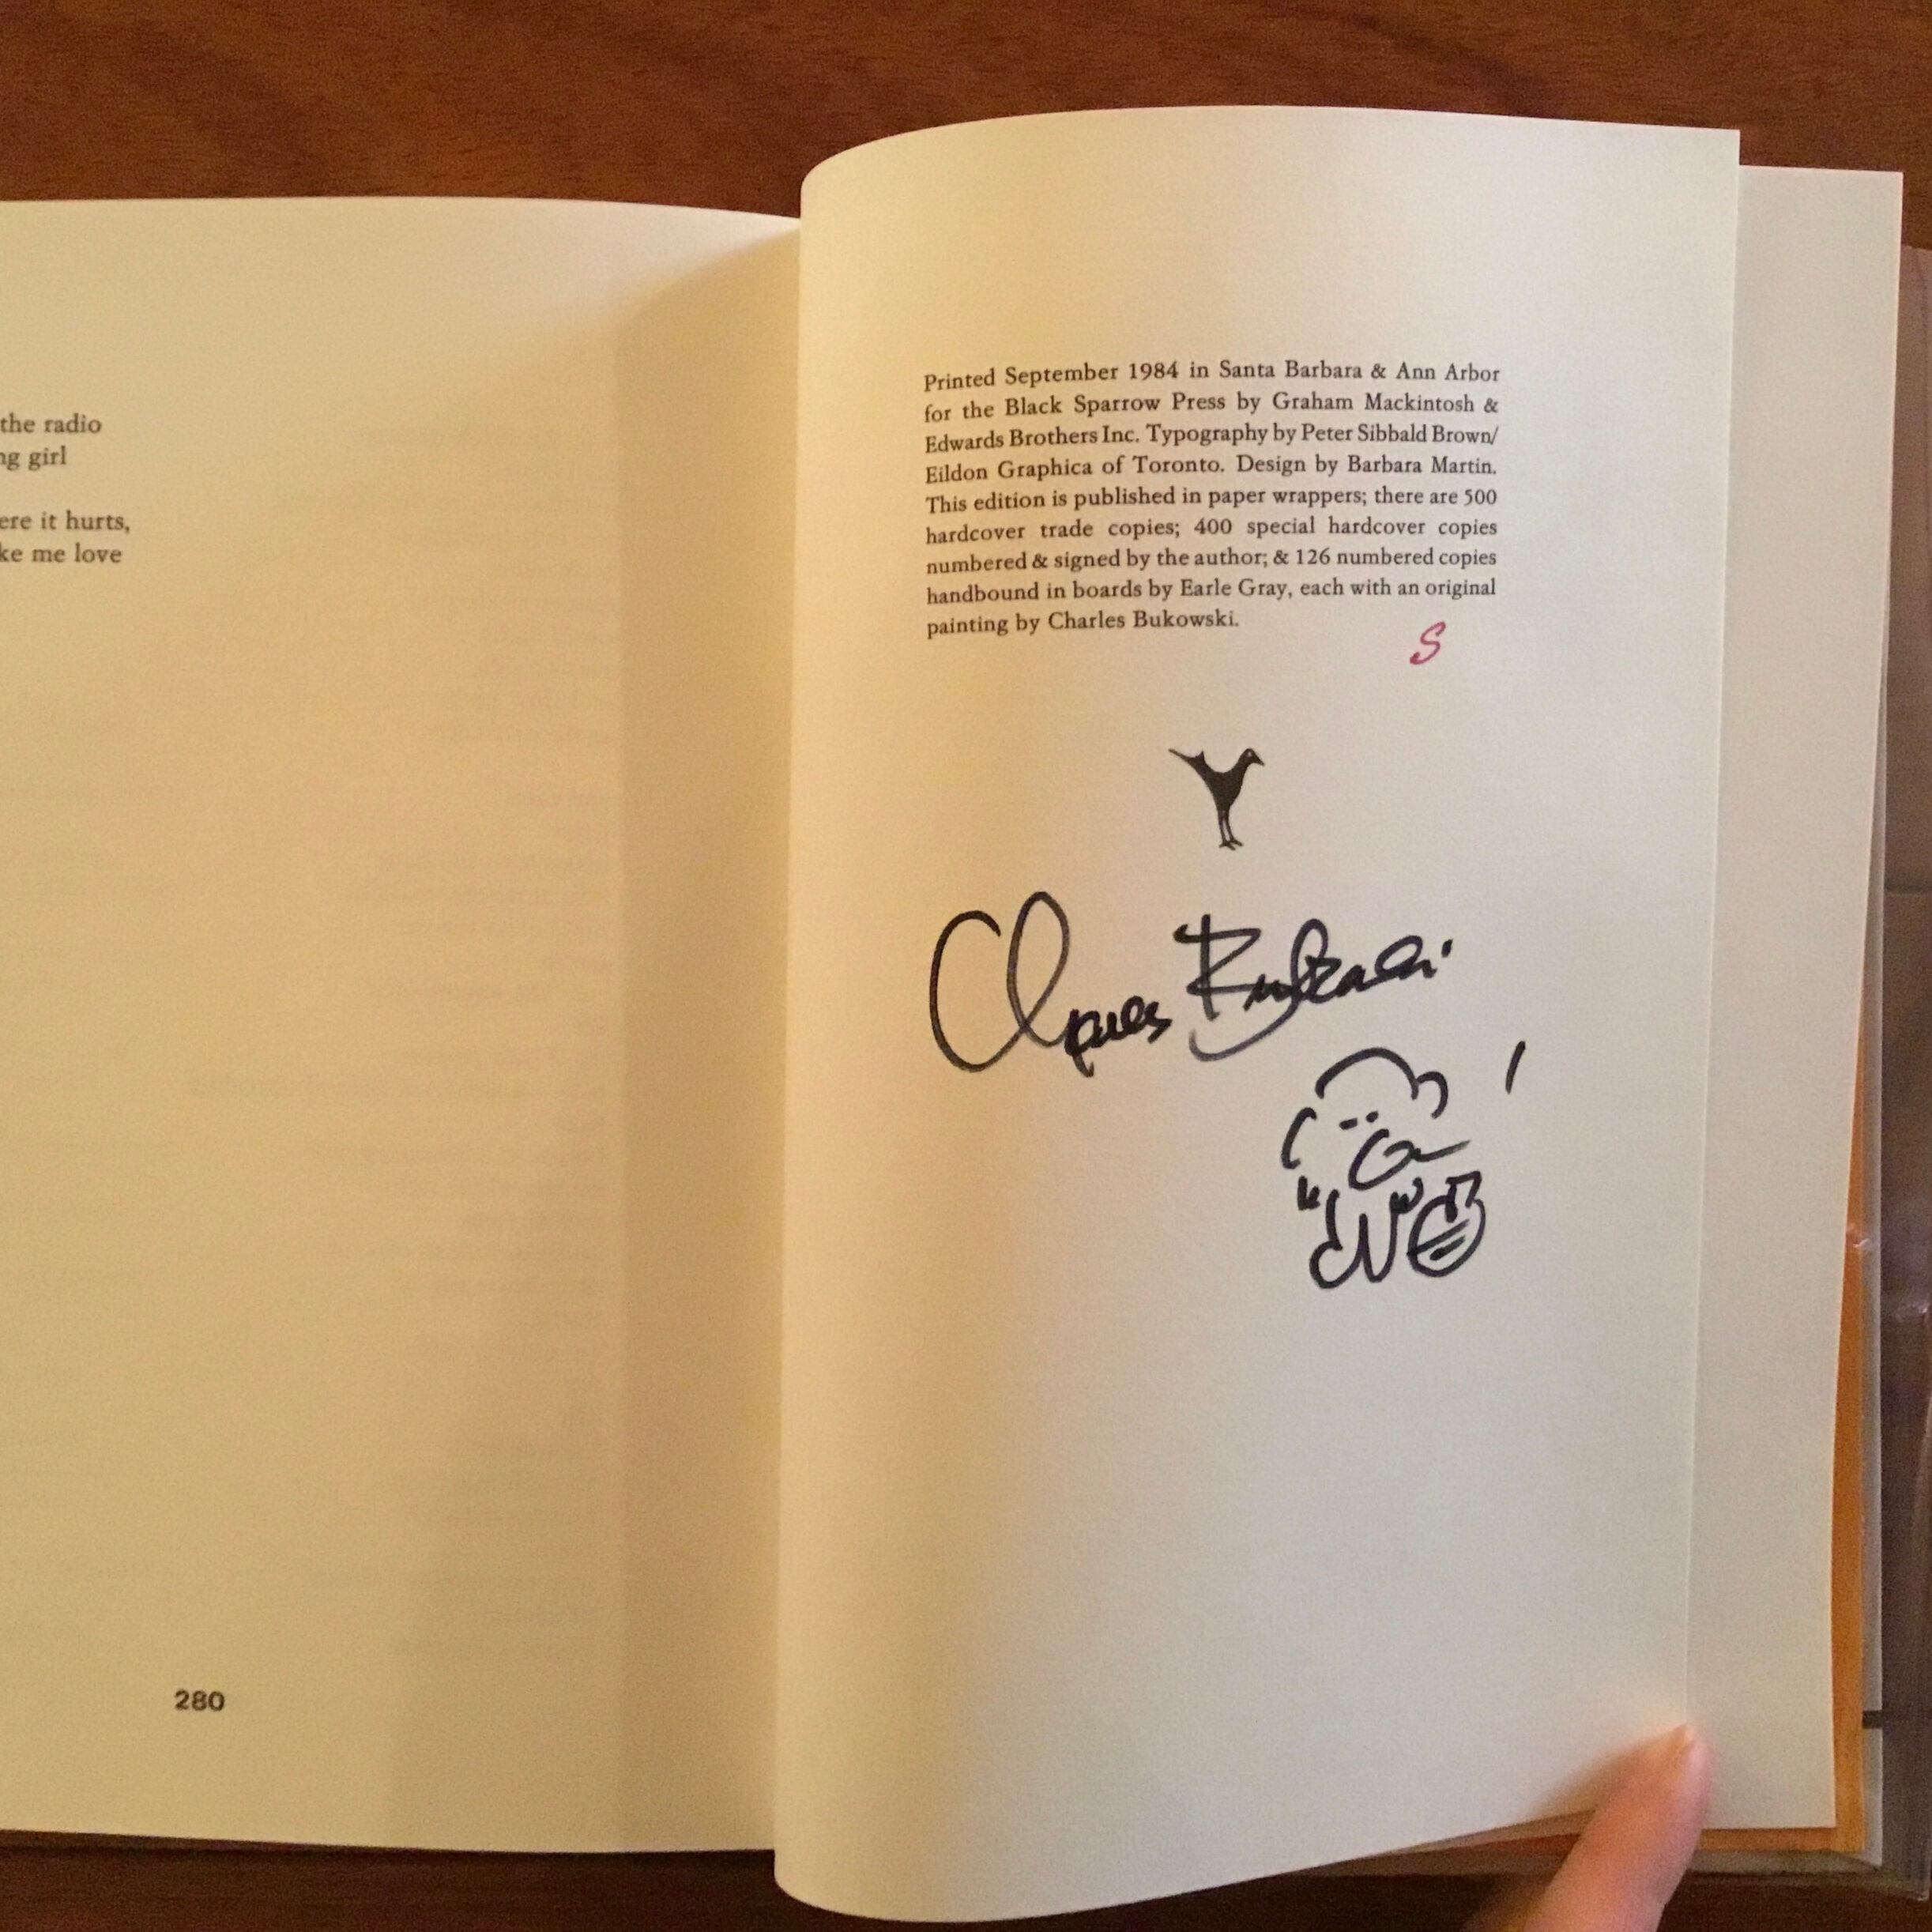 the radio
ng girl
ere it hurts,
ke me love
280
Printed September 1984 in Santa Barbara & Ann Arbor
for the Black Sparrow Press by Graham Mackintosh &
Edwards Brothers Inc. Typography by Peter Sibbald Brown/
Eildon Graphica of Toronto. Design by Barbara Martin.
This edition is published in paper wrappers; there are 500
hardcover trade copies; 400 special hardcover copies
numbered & signed by the author; & 126 numbered copies
handbound in boards by Earle Gray, each with an original
painting by Charles Bukowski.
S
Charles Bukowski